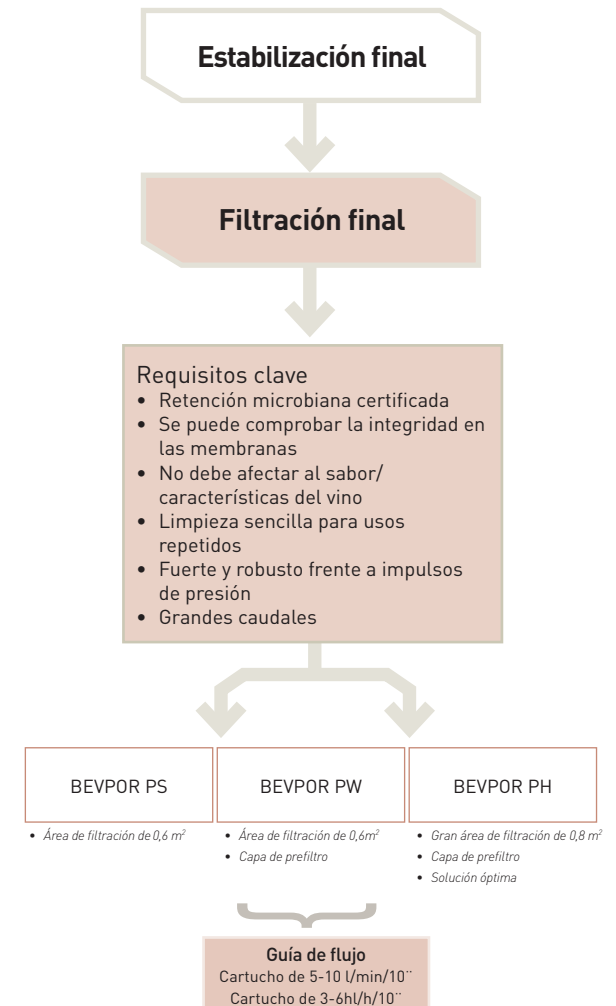 Estabilización final
Filtración final
Requisitos clave
• Retención microbiana certificada
• Se puede comprobar la integridad en
las membranas
• No debe afectar al sabor/
características del vino
• Limpieza sencilla para usos
repetidos
• Fuerte y robusto frente a impulsos
de presión
• Grandes caudales
BEVPOR PS
• Área de filtración de 0,6 m²
BEVPOR PW
• Área de filtración de 0,6m²
• Capa de prefiltro
BEVPOR PH
• Gran área de filtración de 0,8 m²
• Capa de prefiltro
• Solución óptima
Guía de flujo
Cartucho de 5-10 l/min/10¨
Cartucho de 3-6hl/h/10¨